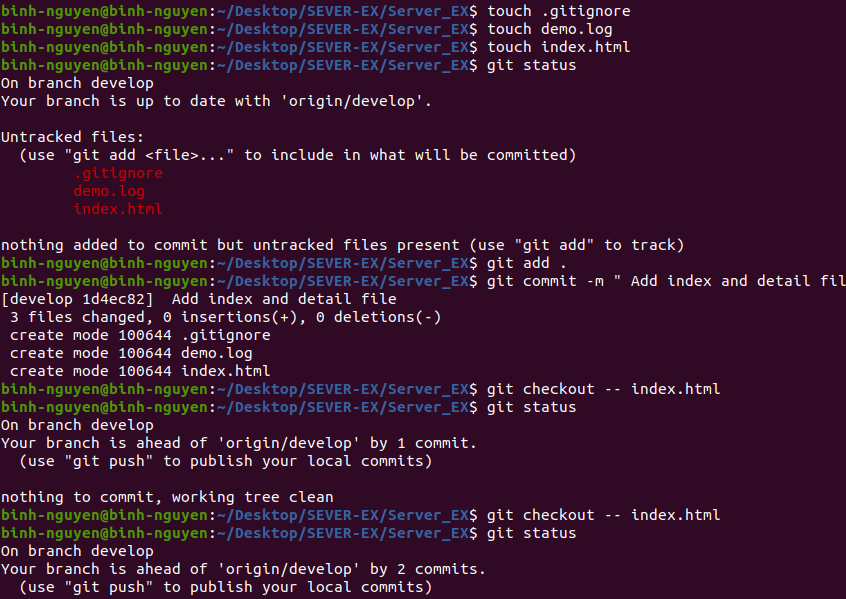 binh-nguyen@binh-nguyen:~/Desktop/SEVER-EX/Server_EX$ touch .gitignore
binh-nguyen@binh-nguyen:~/Desktop/SEVER-EX/Server_EX$ touch demo.log
binh-nguyen@binh-nguyen:~/Desktop/SEVER-EX/Server_EX$ touch index.html
binh-nguyen@binh-nguyen:~/Desktop/SEVER-EX/Server_EX$ git status
On branch develop
Your branch is up to date with 'origin/develop'.
Untracked files:
  (use "git add <file>..." to include in what will be committed)
        .gitignore
        demo.log
        index.html
nothing added to commit but untracked files present (use "git add" to track)
binh-nguyen@binh-nguyen:~/Desktop/SEVER-EX/Server_EX$ git add .
binh-nguyen@binh-nguyen:~/Desktop/SEVER-EX/Server_EX$ git commit -m " Add index and detail fil
[develop 1d4ec82]  Add index and detail file
 3 files changed, 0 insertions(+), 0 deletions(-)
 create mode 100644 .gitignore
 create mode 100644 demo.log
 create mode 100644 index.html
binh-nguyen@binh-nguyen:~/Desktop/SEVER-EX/Server_EX$ git checkout -- index.html
binh-nguyen@binh-nguyen:~/Desktop/SEVER-EX/Server_EX$ git status
On branch develop
Your branch is ahead of 'origin/develop' by 1 commit.
  (use "git push" to publish your local commits)
nothing to commit, working tree clean
binh-nguyen@binh-nguyen:~/Desktop/SEVER-EX/Server_EX$ git checkout -- index.html
binh-nguyen@binh-nguyen:~/Desktop/SEVER-EX/Server_EX$ git status
On branch develop
Your branch is ahead of 'origin/develop' by 2 commits.
  (use "git push" to publish your local commits)